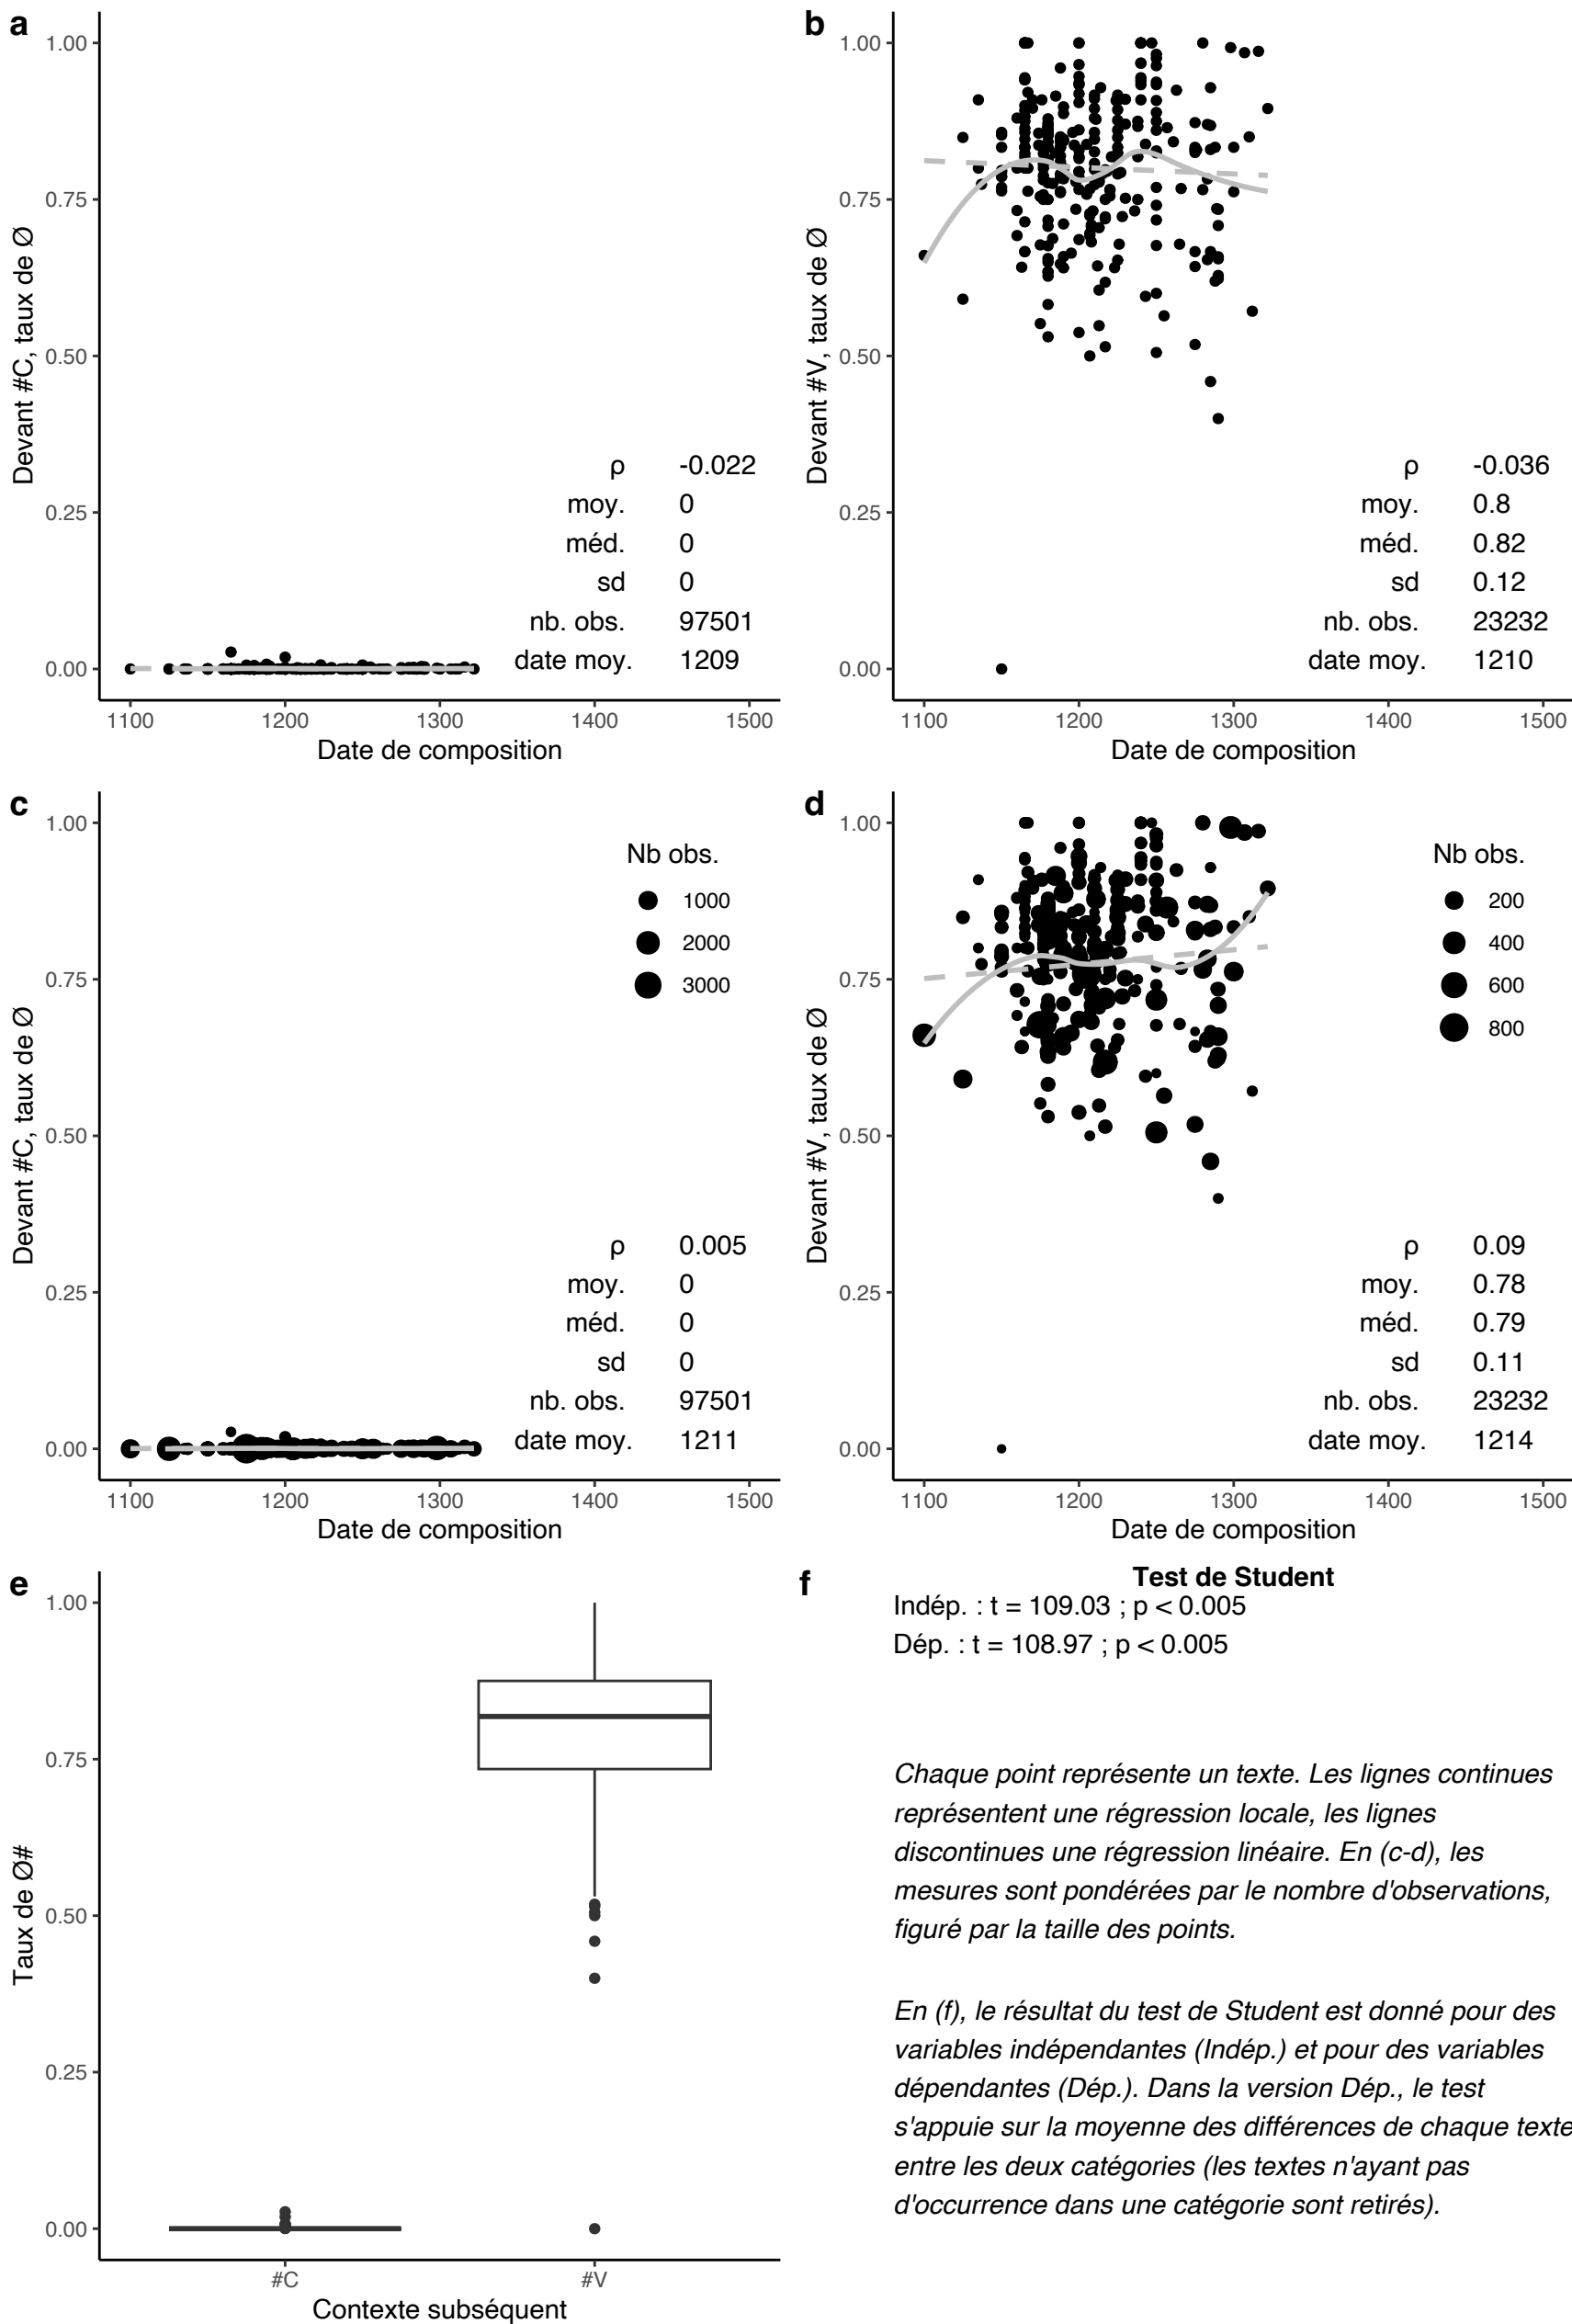 a
1.00
0.75
0.50
0.25
0.00
Devant #C, taux de Ø
ρ -0.022
moy. 0
méd. 0
sd 0
nb. obs. 97501
date moy. 1209
1100 1200 1300 1400 1500
Date de composition
b
1.00
0.75
0.50
0.25
0.00
Devant #V, taux de Ø
ρ -0.036
moy. 0.8
méd. 0.82
sd 0.12
nb. obs. 23232
date moy. 1210
1100 1200 1300 1400 1500
Date de composition
c
1.00
0.75
0.50
0.25
0.00
Devant #C, taux de Ø
Nb obs.
1000
2000
3000
ρ 0.005
moy. 0
méd. 0
sd 0
nb. obs. 97501
date moy. 1211
1100 1200 1300 1400 1500
Date de composition
d
1.00
0.75
0.50
0.25
0.00
Devant #V, taux de Ø
Nb obs.
200
400
600
800
ρ 0.09
moy. 0.78
méd. 0.79
sd 0.11
nb. obs. 23232
date moy. 1214
1100 1200 1300 1400 1500
Date de composition
e
1.00
0.75
0.50
0.25
0.00
Taux de Ø#
#C #V
Contexte subséquent
f
Test de Student
Indép. : t = 109.03 ; p < 0.005
Dép. : t = 108.97 ; p < 0.005
Chaque point représente un texte. Les lignes continues
représentent une régression locale, les lignes
discontinues une régression linéaire. En (c-d), les
mesures sont pondérées par le nombre d'observations,
figuré par la taille des points.
En (f), le résultat du test de Student est donné pour des
variables indépendantes (Indép.) et pour des variables
dépendantes (Dép.). Dans la version Dép., le test
s'appuie sur la moyenne des différences de chaque texte
entre les deux catégories (les textes n'ayant pas
d'occurrence dans une catégorie sont retirés).